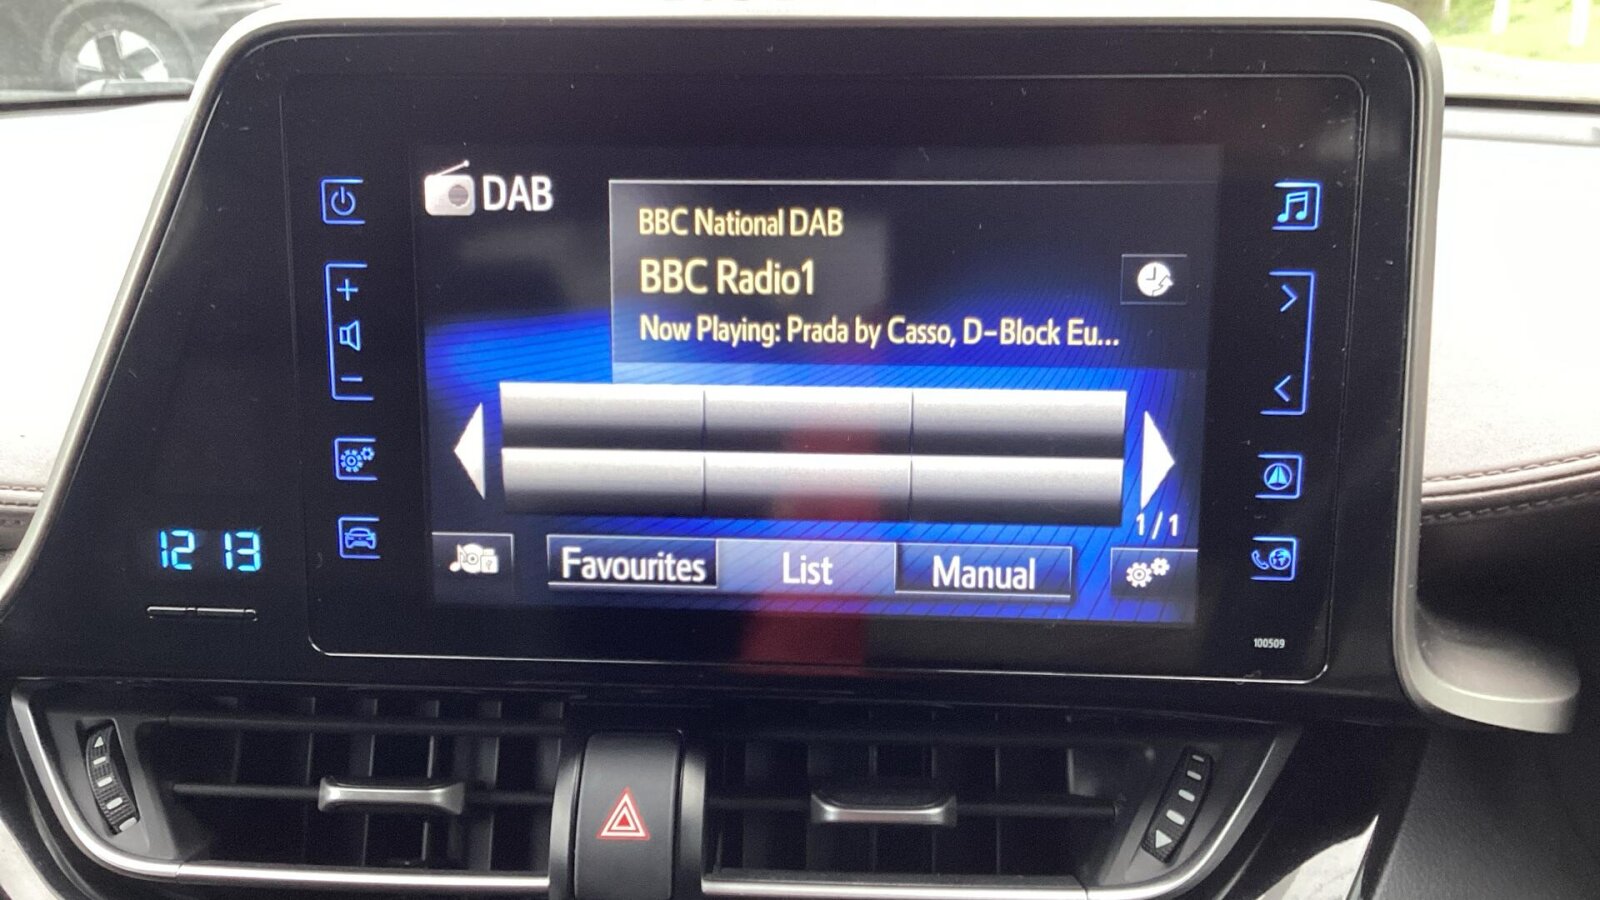 DAB
BBC National DAB
BBC Radio1
Now Playing: Prada by Casso, D-Block Eu...
1/1
Favourites
List
Manual
12 13
100509